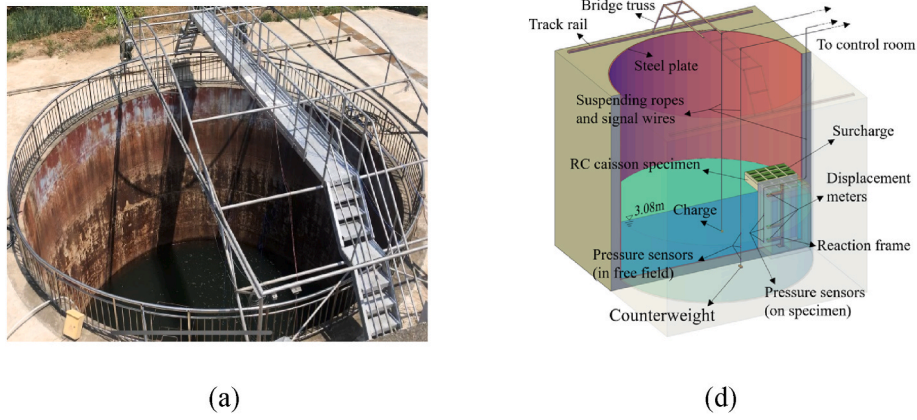 Bridge truss
Track rail
To control room
Steel plate
Suspending ropes
and signal wires
Surcharge
RC caisson specimen
Displacement
meters
3.08m
Charge
Reaction frame
Pressure sensors
(in free field)
Pressure sensors
(on specimen)
Counterweight
(a)
(d)